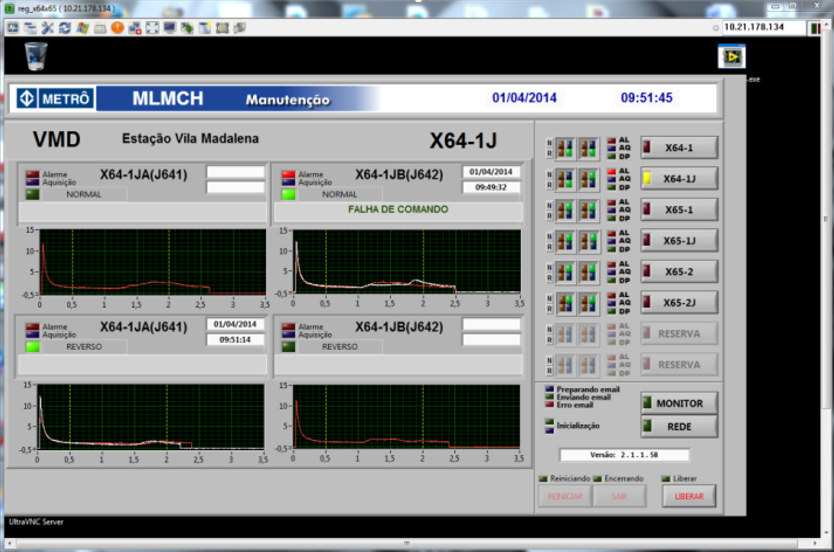 reg_x64x65 ( 10.21.178.134 )
10.21.178.134
.exe
METRÔ MLMCH Manutenção 01/04/2014 09:51:45
VMD Estação Vila Madalena X64-1J
Alarme
Aquisição
X64-1JA(J641)
NORMAL
Alarme
Aquisição
X64-1JB(J642)
01/04/2014
09:49:32
NORMAL
FALHA DE COMANDO
15
10
5
-0,5
0 0,5 1 1,5 2 2,5 3 3,5
15
10
5
-0,5
0 0,5 1 1,5 2 2,5 3 3,5
Alarme
Aquisição
X64-1JA(J641)
01/04/2014
09:51:14
REVERSO
Alarme
Aquisição
X64-1JB(J642)
REVERSO
15
10
5
-0,5
0 0,5 1 1,5 2 2,5 3 3,5
15
10
5
-0,5
0 0,5 1 1,5 2 2,5 3 3,5
N
R
AL
AQ
DP
X64-1
N
R
AL
AQ
DP
X64-1J
N
R
AL
AQ
DP
X65-1
N
R
AL
AQ
DP
X65-1J
N
R
AL
AQ
DP
X65-2
N
R
AL
AQ
DP
X65-2J
N
R
AL
AQ
DP
RESERVA
N
R
AL
AQ
DP
RESERVA
Preparando email
Enviando email
Erro email
Inicialização
MONITOR
REDE
Versão: 2.1.1.50
Reiniciando Encerrando Liberar
REINICIAR SAIR LIBERAR
UltraVNC Server